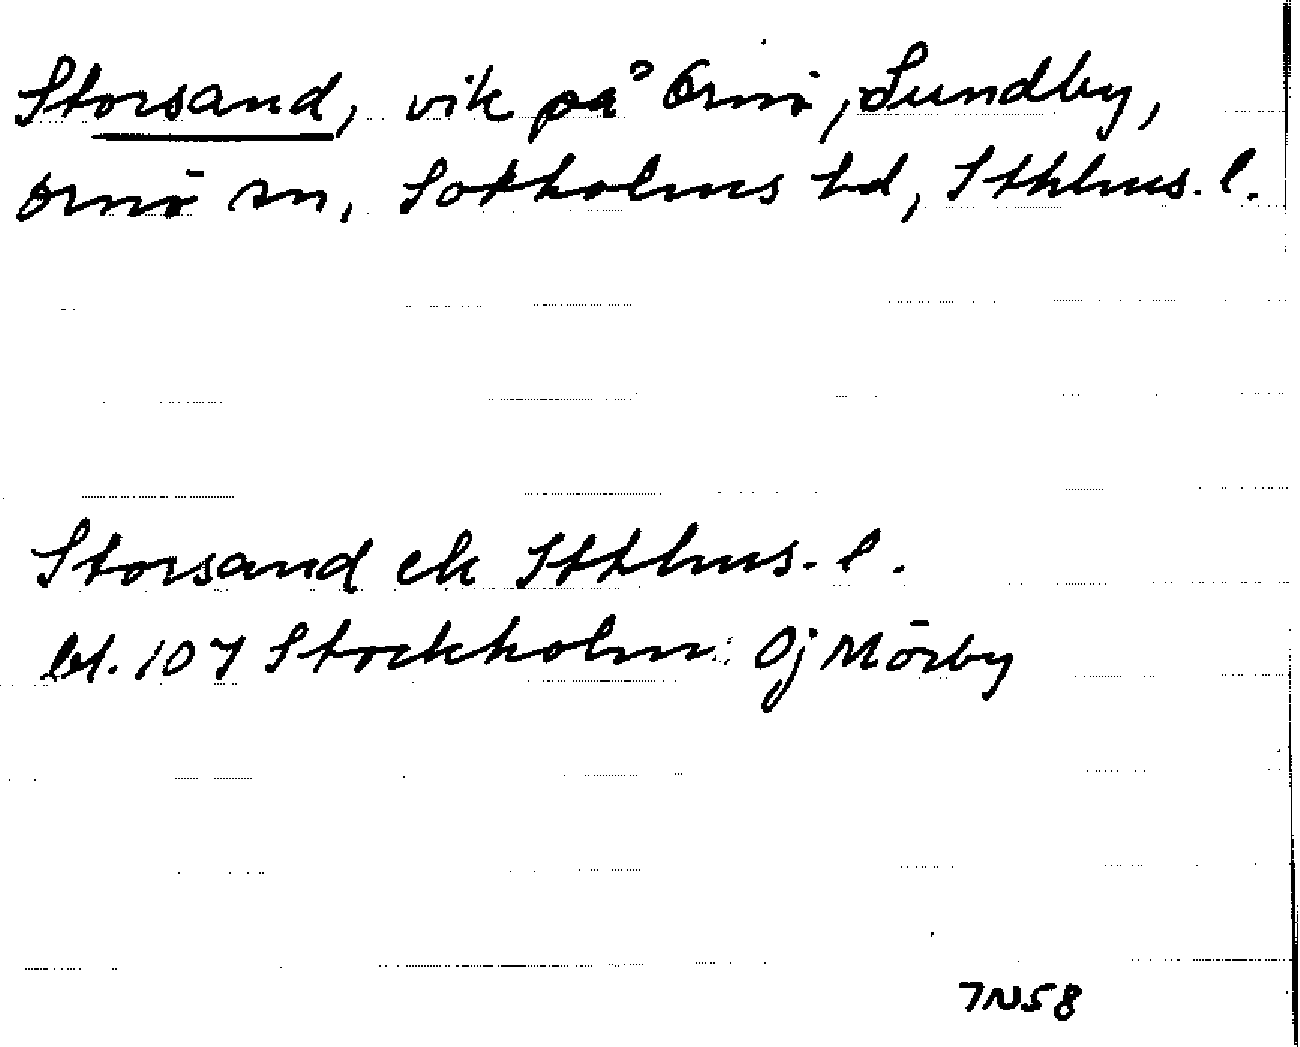 Storsand, vik på Ornö, Sundby,
Ornö sn, Sotholms hd, Sthlms. l.
Storsand ek Sthlms. l.
bl. 107 Stockholm Oj Mörby
7N58